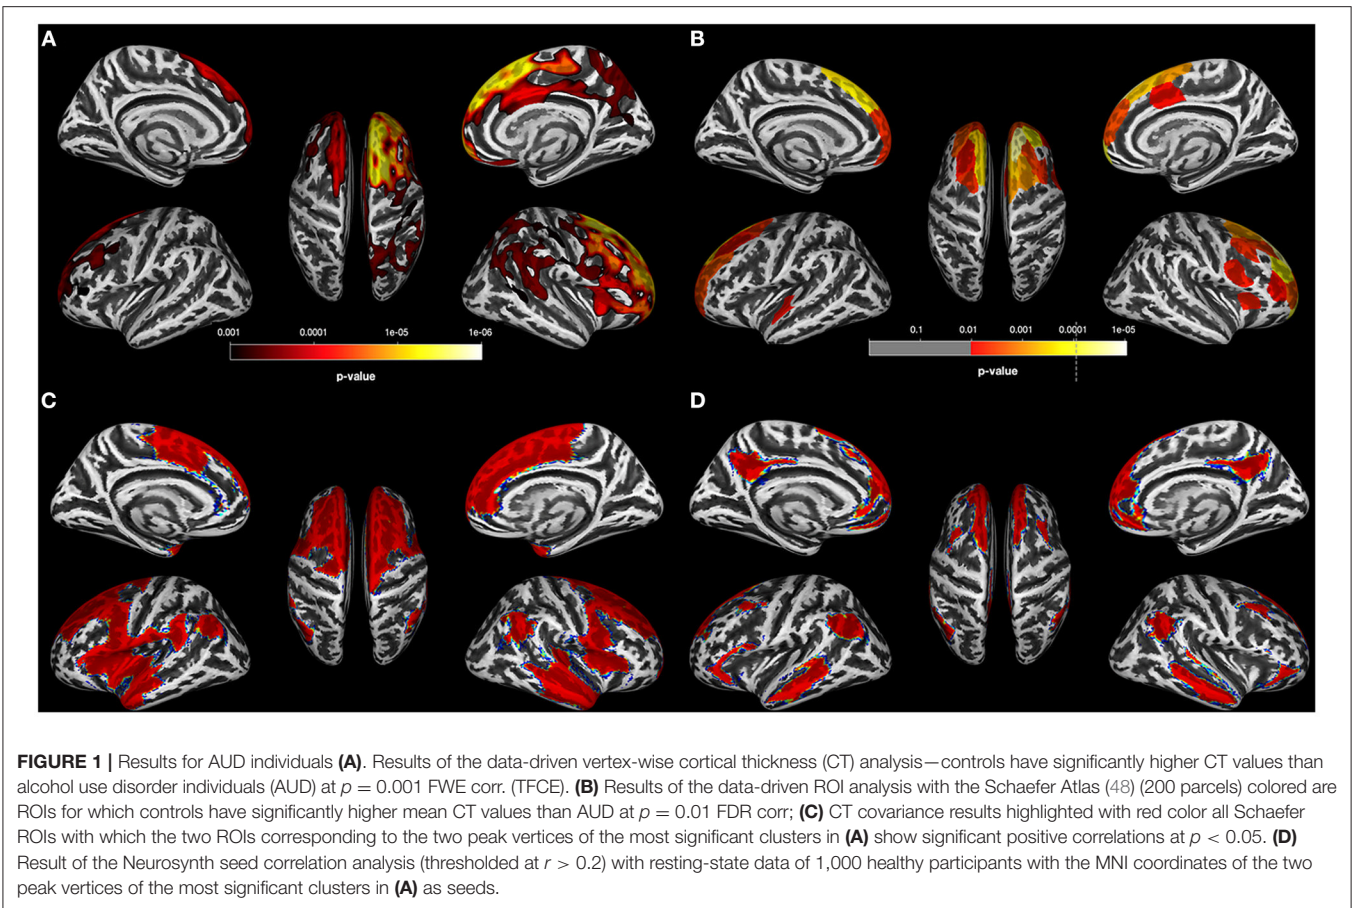 A
B
0.001
0.0001
1e-05
1e-06
p-value
0.1
0.01
0.001
0.0001
1e-05
p-value
C
D
FIGURE 1 | Results for AUD individuals (A). Results of the data-driven vertex-wise cortical thickness (CT) analysis—controls have significantly higher CT values than
alcohol use disorder individuals (AUD) at p = 0.001 FWE corr. (TFCE). (B) Results of the data-driven ROI analysis with the Schaefer Atlas (48) (200 parcels) colored are
ROIs for which controls have significantly higher mean CT values than AUD at p = 0.01 FDR corr; (C) CT covariance results highlighted with red color all Schaefer
ROIs with which the two ROIs corresponding to the two peak vertices of the most significant clusters in (A) show significant positive correlations at p < 0.05. (D)
Result of the Neurosynth seed correlation analysis (thresholded at r > 0.2) with resting-state data of 1,000 healthy participants with the MNI coordinates of the two
peak vertices of the most significant clusters in (A) as seeds.